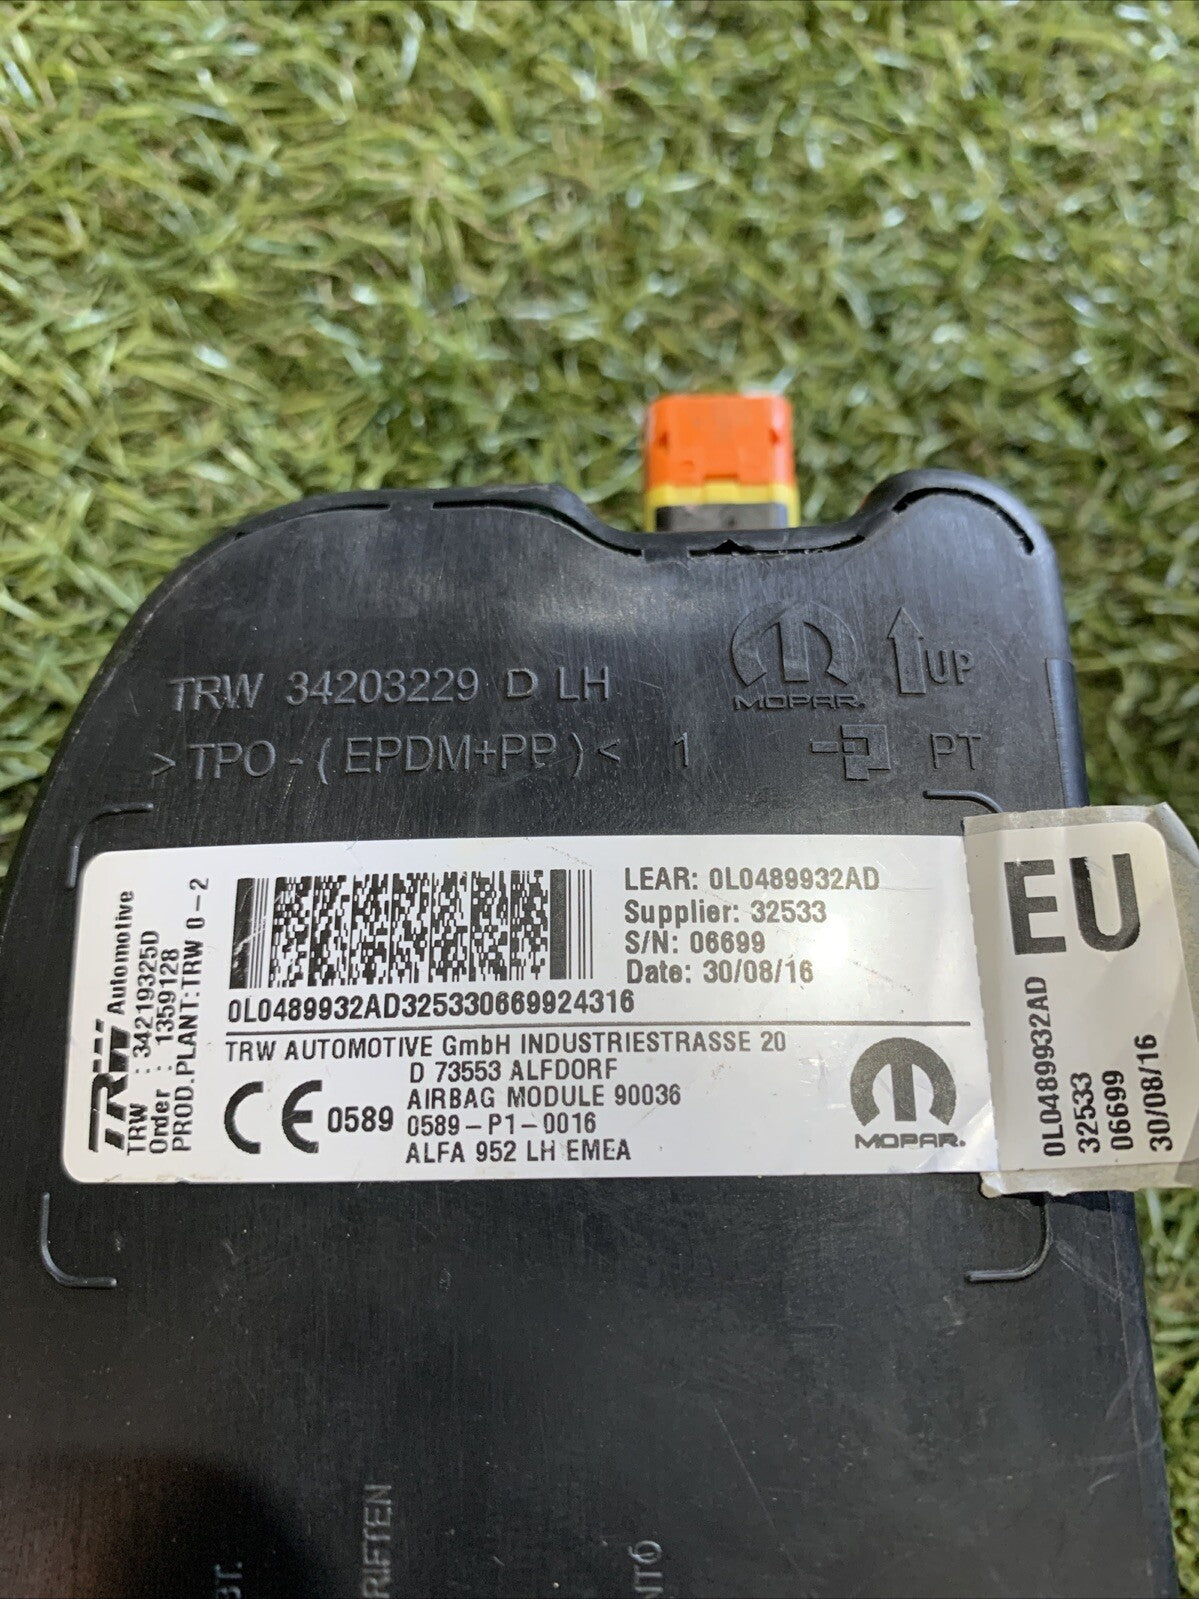 TRW 34203229 D LH
MOPAR.
UP
>TPO-(EPDM+PP)< 1
PT
TRW Automotive
TRW : 34219325D
Order : 1359128
PROD.PLANT:TRW 0-2
LEAR: 0L0489932AD
Supplier: 32533
S/N: 06699
Date: 30/08/16
0L0489932AD325330669924316
TRW AUTOMOTIVE GmbH INDUSTRIESTRASSE 20
D 73553 ALFDORF
AIRBAG MODULE 90036
CE 0589
0589-P1-0016
ALFA 952 LH EMEA
MOPAR.
EU
0L0489932AD
32533
06699
30/08/16